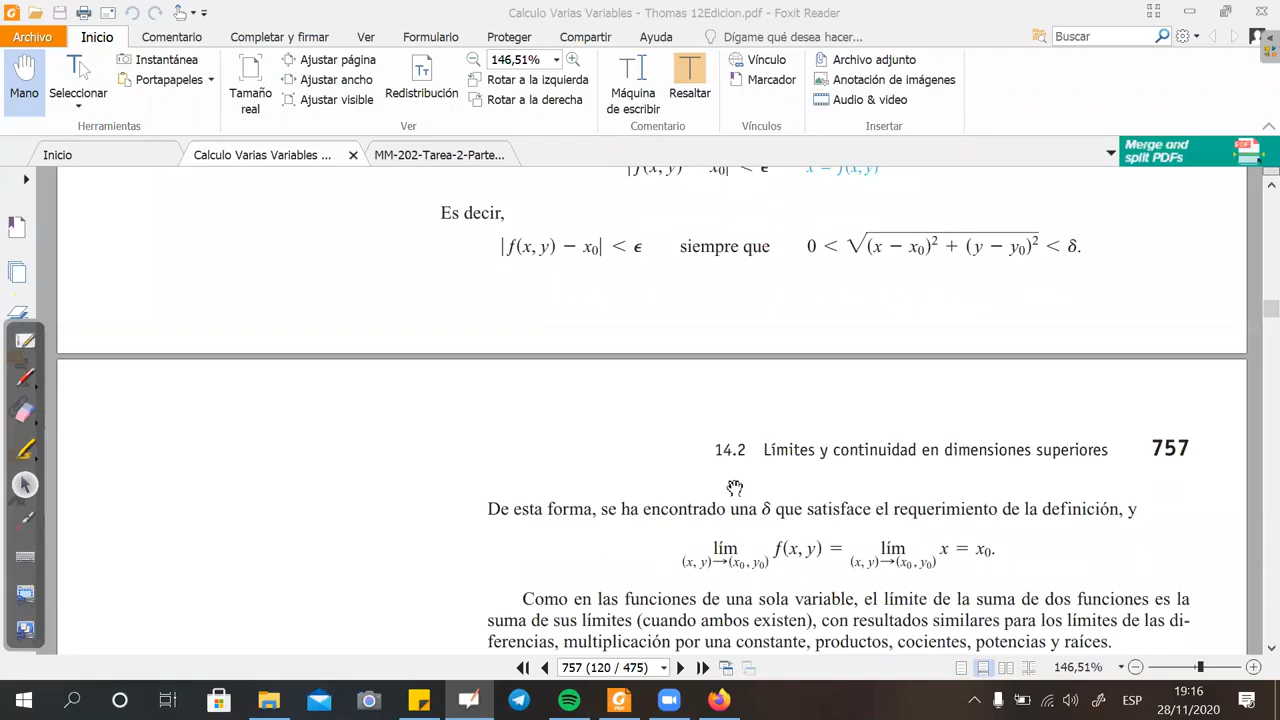 Calculo Varias Variables - Thomas 12Edicion.pdf - Foxit Reader
Archivo Inicio Comentario Completar y firmar Ver Formulario Proteger Compartir Ayuda Dígame qué desea hacer... Buscar
Mano
Seleccionar
Instantánea
Portapapeles
Herramientas
Tamaño real
Ajustar página
Ajustar ancho
Ajustar visible
Redistribución
146,51%
Rotar a la izquierda
Rotar a la derecha
Ver
Máquina de escribir
Resaltar
Comentario
Vínculo
Marcador
Vínculos
Archivo adjunto
Anotación de imágenes
Audio & video
Insertar
Inicio Calculo Varias Variables ... MM-202-Tarea-2-Parte...
Merge and
split PDFs
|f(x, y) x₀| < ϵ x = f(x, y)
Es decir,
|f(x, y) − x₀| < ϵ siempre que 0 < √(x − x₀)² + (y − y₀)² < δ.
14.2 Límites y continuidad en dimensiones superiores 757
De esta forma, se ha encontrado una δ que satisface el requerimiento de la definición, y
lím f(x, y) = lím x = x₀.
(x, y)→(x₀, y₀) (x, y)→(x₀, y₀)
Como en las funciones de una sola variable, el límite de la suma de dos funciones es la
suma de sus límites (cuando ambos existen), con resultados similares para los límites de las di-
ferencias, multiplicación por una constante, productos, cocientes, potencias y raíces.
757 (120 / 475) 146,51%
ESP
19:16
28/11/2020